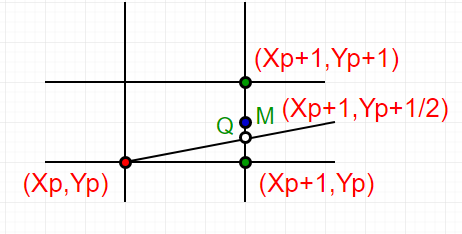 (Xp+1,Yp+1)
Q M (Xp+1,Yp+1/2)
(Xp,Yp) (Xp+1,Yp)